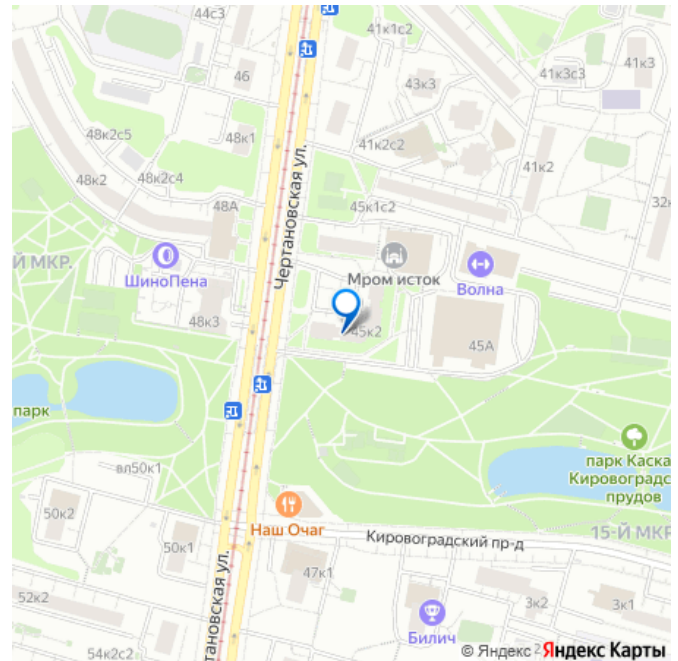 44с3
41к1с2
41к3с3
41к3
46
43к3
48к2с5
48к1
41к2с2
41к2
48к2
48к2с4
48А
45к1с2
32к
Чертановская ул.
Й МКР.
ШиноПена
Мром исток
Волна
48к3
45к2
45А
парк
парк Каска
Кировоградс
прудов
вл50к1
50к2
Наш Очаг
Кировоградский пр-д
15-Й МКР
50к1
47к1
тановская ул.
52к2
3к2
3к1
Билич
54к2с2
© Яндекс 2
Яндекс Карты